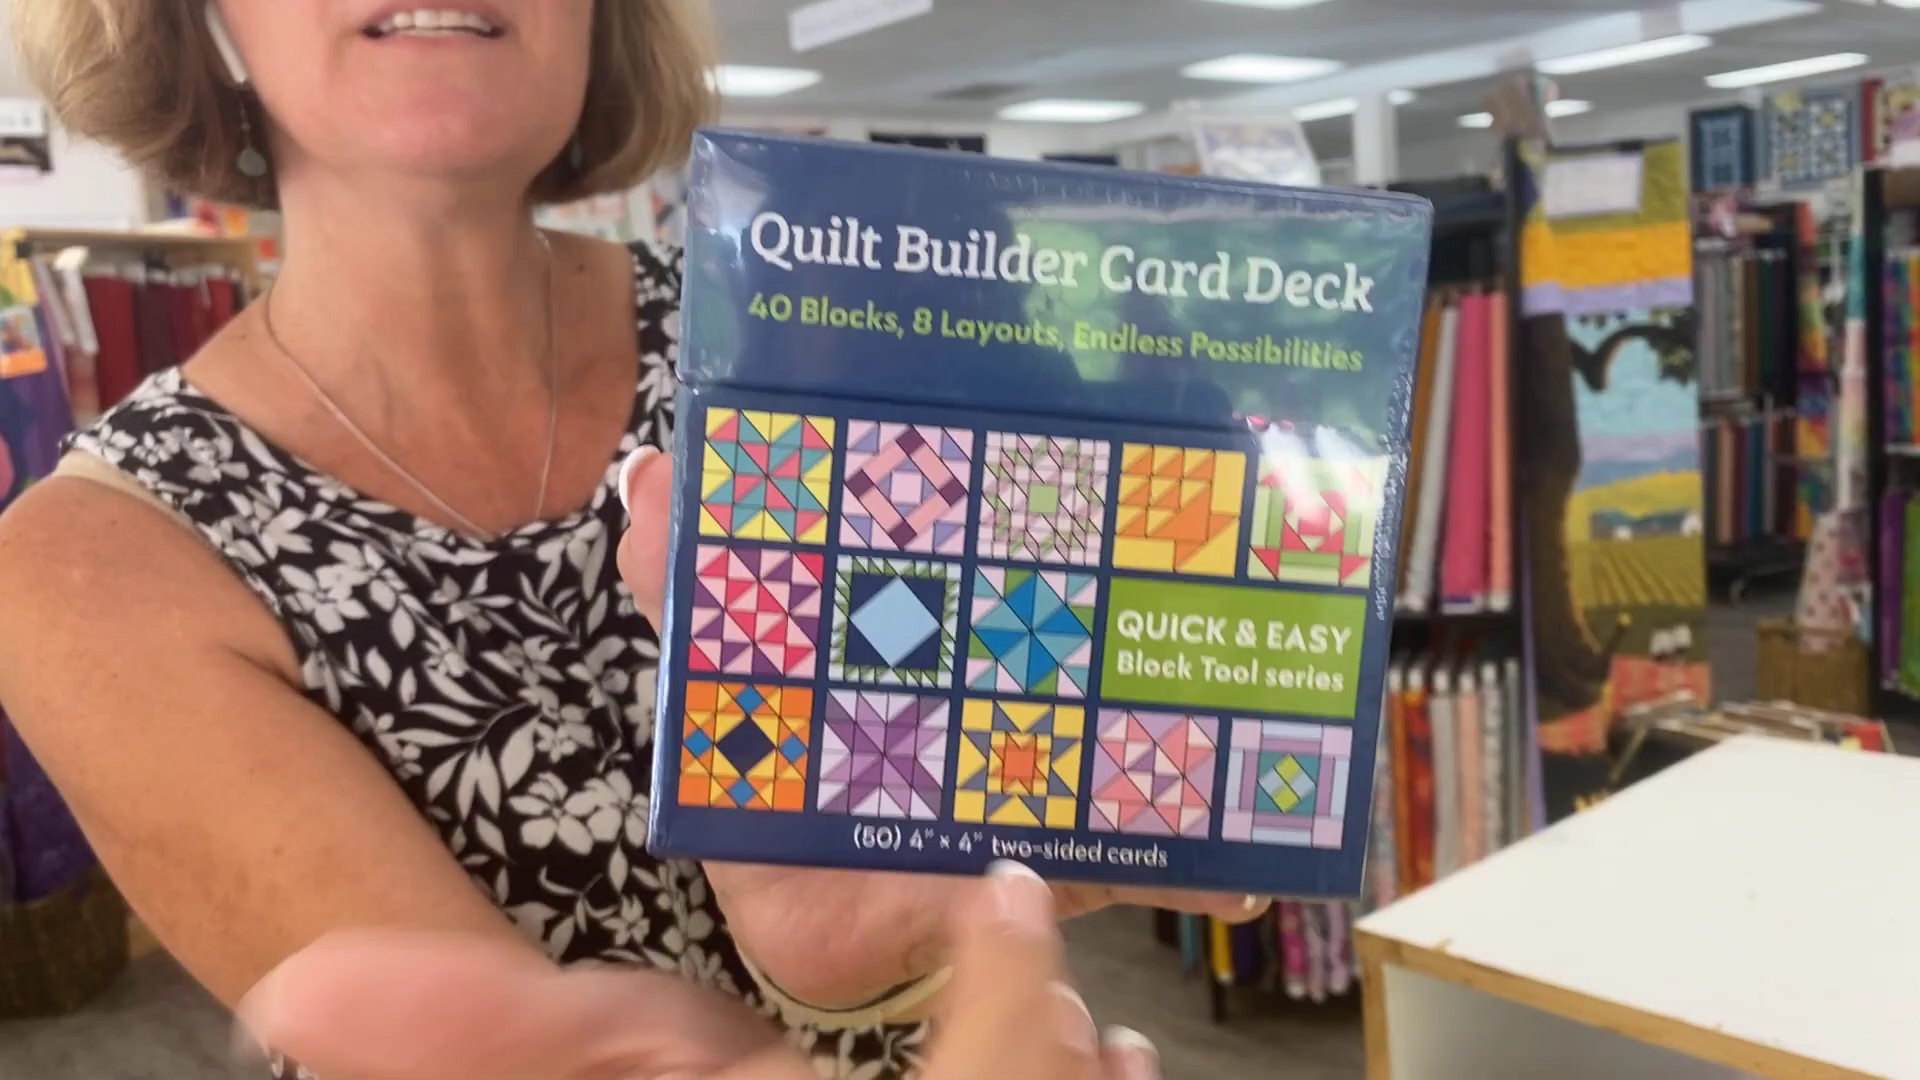 Quilt Builder Card Deck
40 Blocks, 8 Layouts, Endless Possibilities
QUICK & EASY
Block Tool series
(50) 4" × 4" two-sided cards